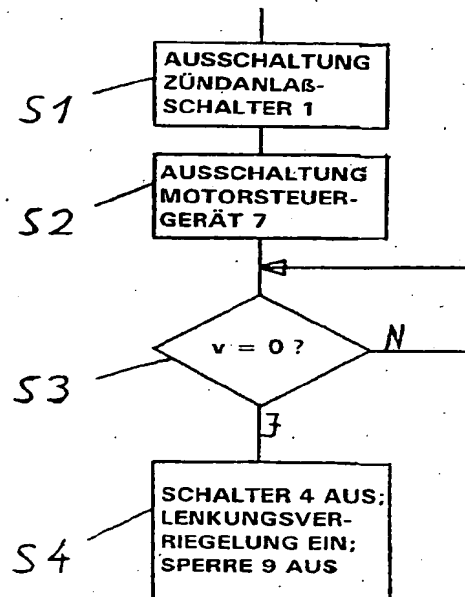 AUSSCHALTUNG
ZÜNDANLAß-
SCHALTER 1
S1
AUSSCHALTUNG
MOTORSTEUER-
GERÄT 7
S2
v = 0 ?
N
S3
J
SCHALTER 4 AUS;
LENKUNGSVER-
RIEGELUNG EIN;
SPERRE 9 AUS
S4